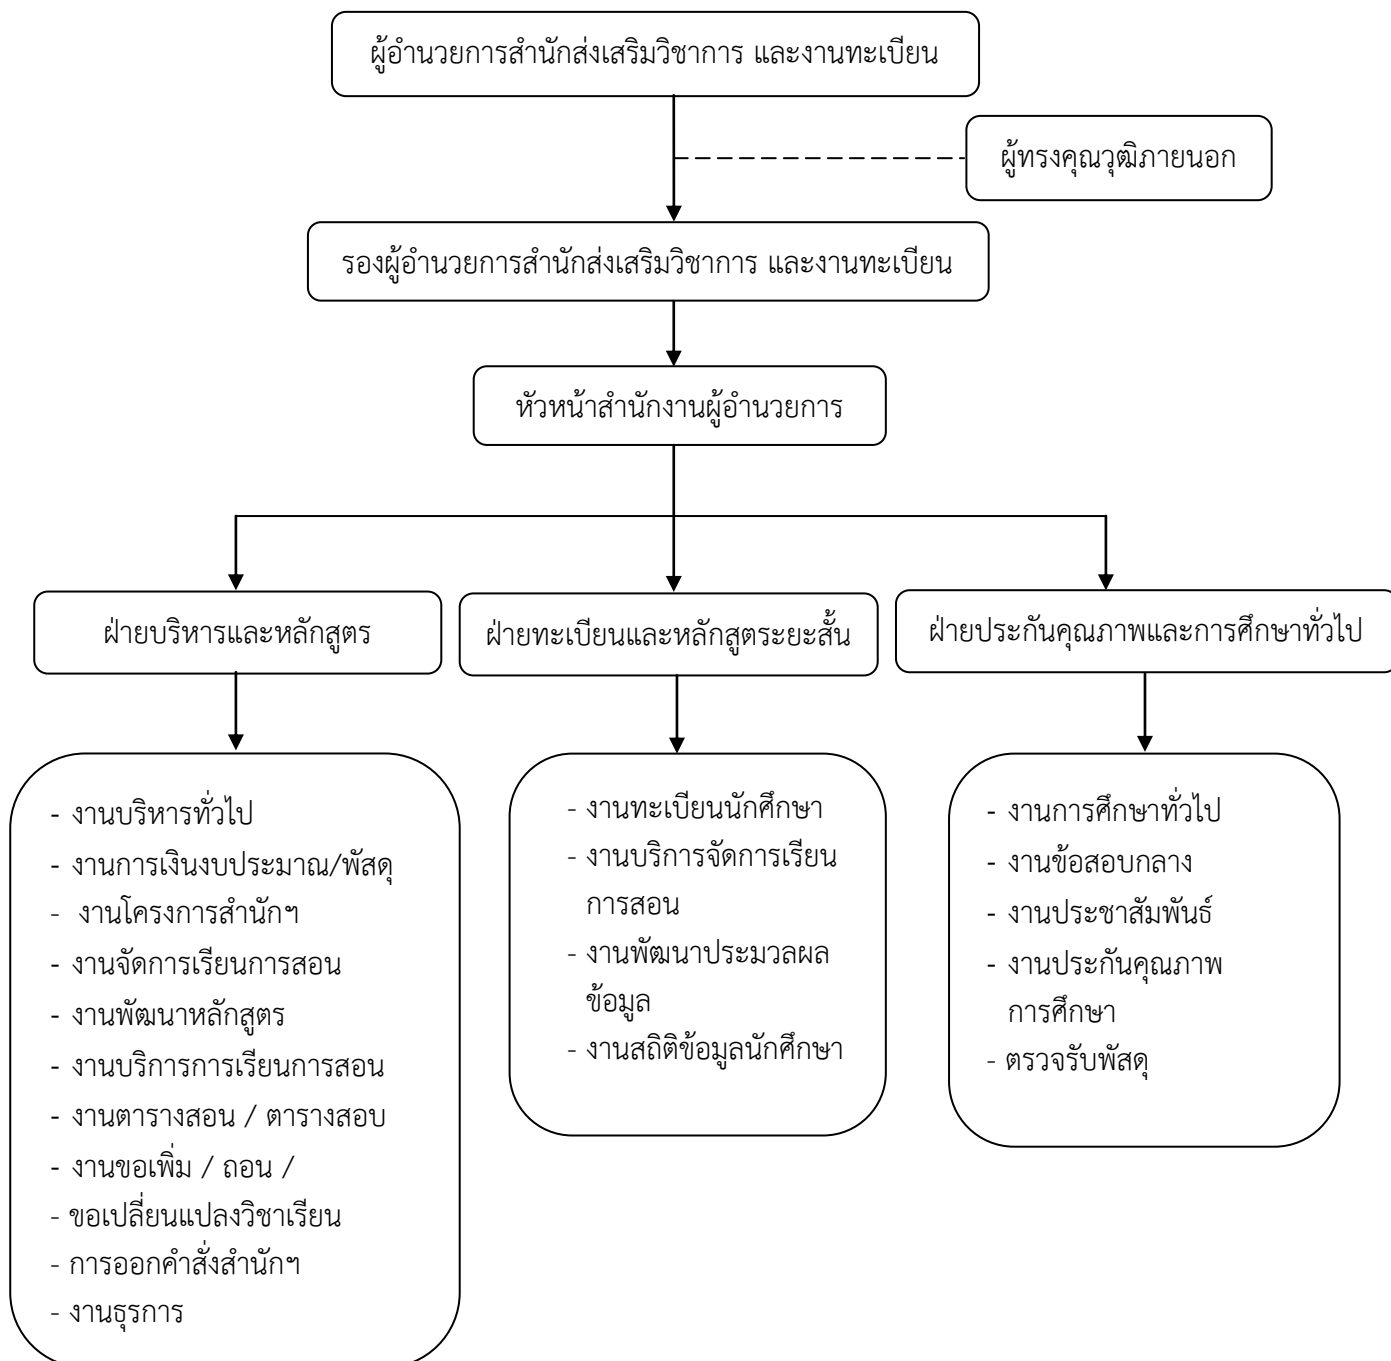 ผู้อำนวยการสำนักส่งเสริมวิชาการ และงานทะเบียน
ผู้ทรงคุณวุฒิภายนอก
รองผู้อำนวยการสำนักส่งเสริมวิชาการ และงานทะเบียน
หัวหน้าสำนักงานผู้อำนวยการ
ฝ่ายบริหารและหลักสูตร
ฝ่ายทะเบียนและหลักสูตระยะสั้น
ฝ่ายประกันคุณภาพและการศึกษาทั่วไป
- งานบริหารทั่วไป
- งานการเงินงบประมาณ/พัสดุ
- งานโครงการสำนักฯ
- งานจัดการเรียนการสอน
- งานพัฒนาหลักสูตร
- งานบริการการเรียนการสอน
- งานตารางสอน / ตารางสอบ
- งานขอเพิ่ม / ถอน /
- ขอเปลี่ยนแปลงวิชาเรียน
- การออกคำสั่งสำนักฯ
- งานธุรการ
- งานทะเบียนนักศึกษา
- งานบริการจัดการเรียน
การสอน
- งานพัฒนาประมวลผล
ข้อมูล
- งานสถิติข้อมูลนักศึกษา
- งานการศึกษาทั่วไป
- งานข้อสอบกลาง
- งานประชาสัมพันธ์
- งานประกันคุณภาพ
การศึกษา
- ตรวจรับพัสดุ